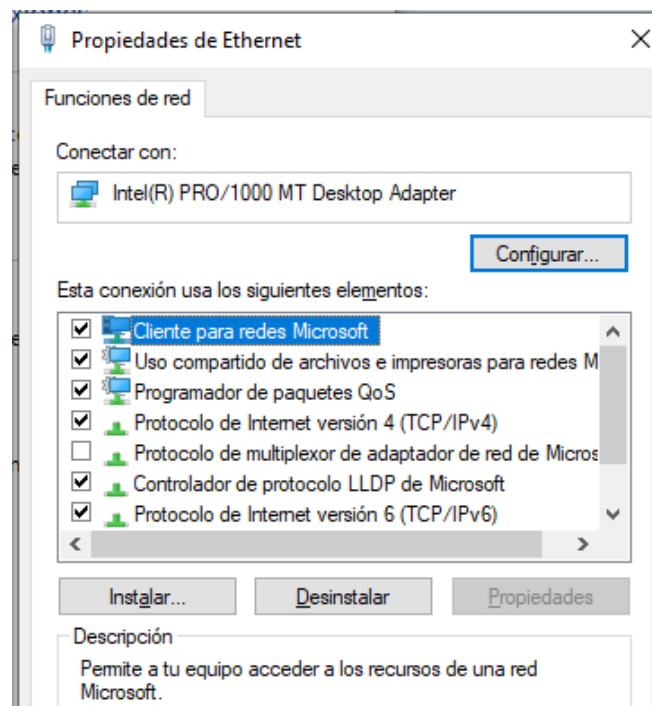 Propiedades de Ethernet
Funciones de red
Conectar con:
Intel(R) PRO/1000 MT Desktop Adapter
Configurar...
Esta conexión usa los siguientes elementos:
Cliente para redes Microsoft
Uso compartido de archivos e impresoras para redes M
Programador de paquetes QoS
Protocolo de Internet versión 4 (TCP/IPv4)
Protocolo de multiplexor de adaptador de red de Micros
Controlador de protocolo LLDP de Microsoft
Protocolo de Internet versión 6 (TCP/IPv6)
Instalar... Desinstalar Propiedades
Descripción
Permite a tu equipo acceder a los recursos de una red
Microsoft.